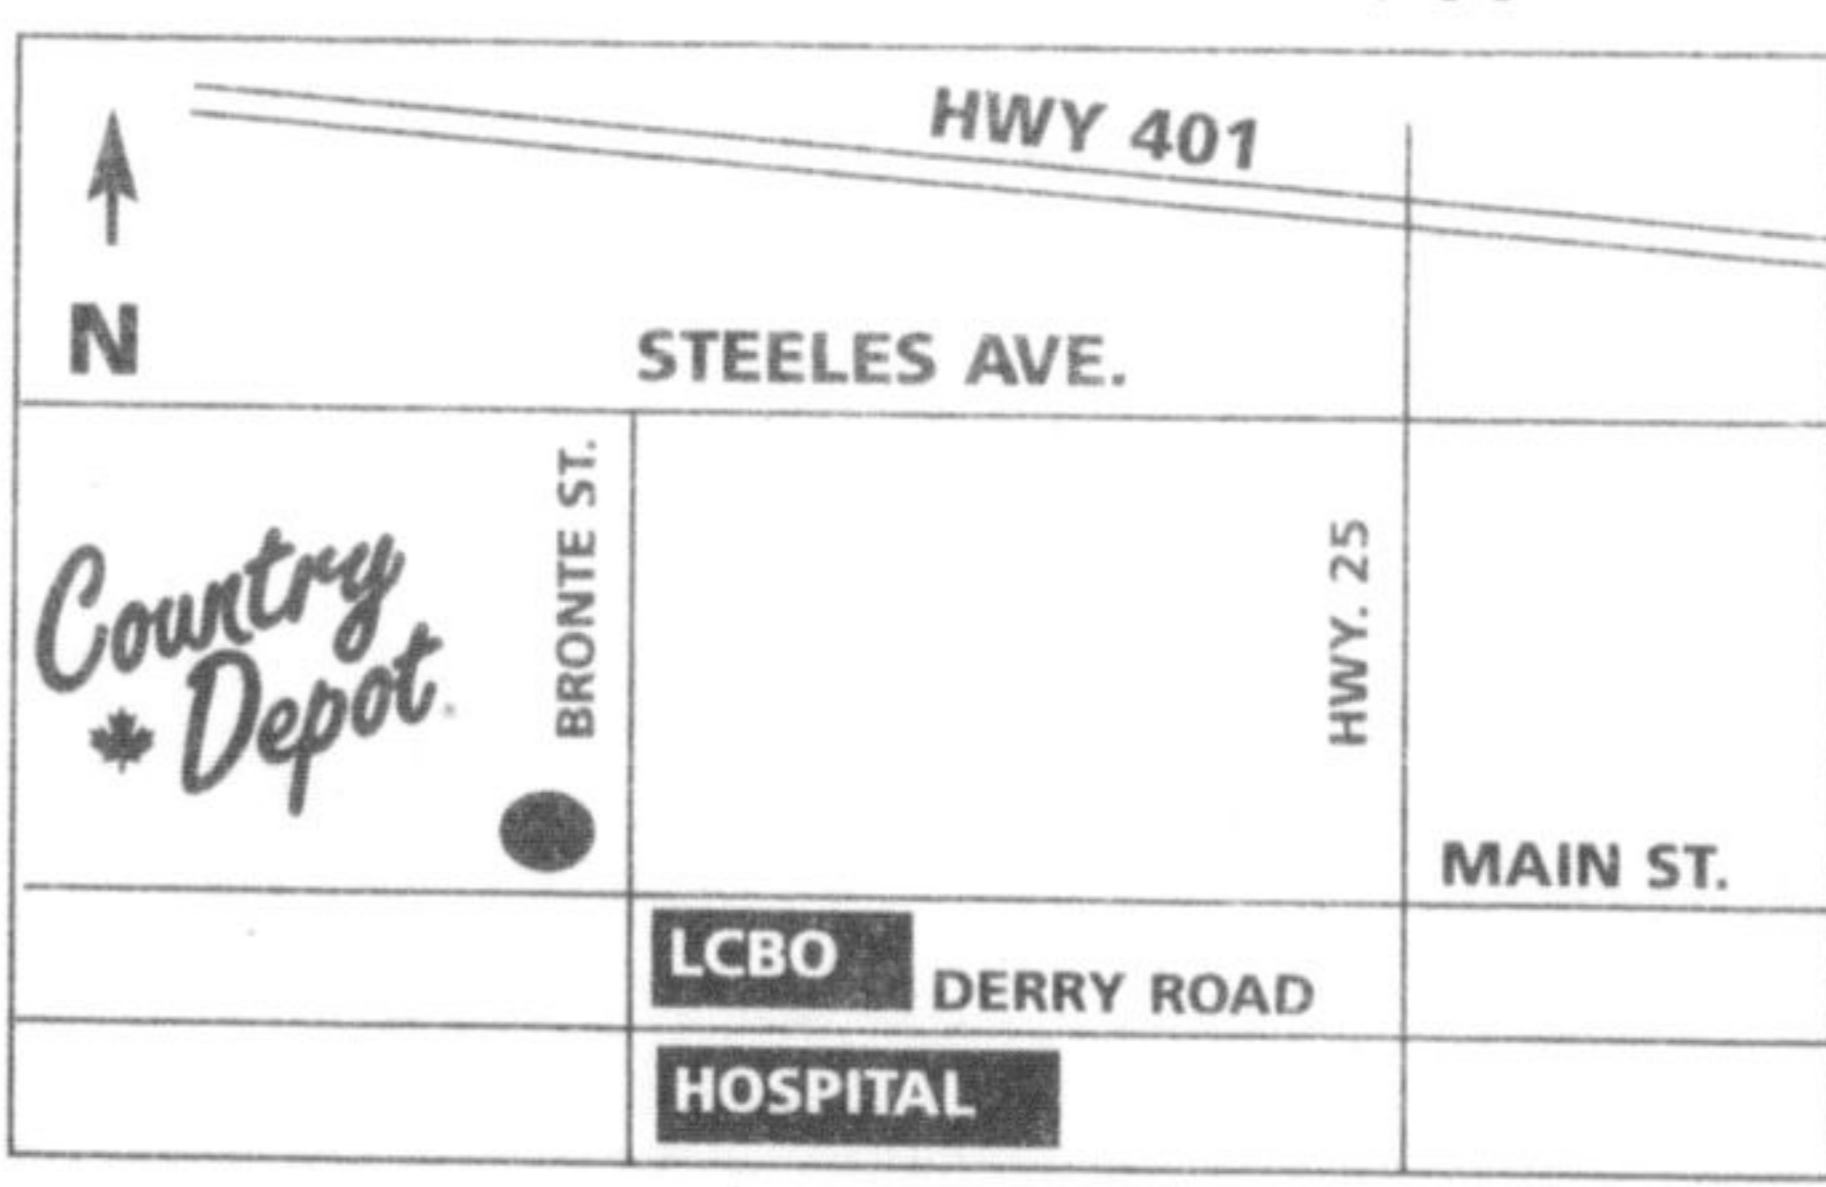 HWY 401
N
STEELES AVE.
BRONTE ST.
Country
Depot
HWY. 25
MAIN ST.
LCBO
DERRY ROAD
HOSPITAL